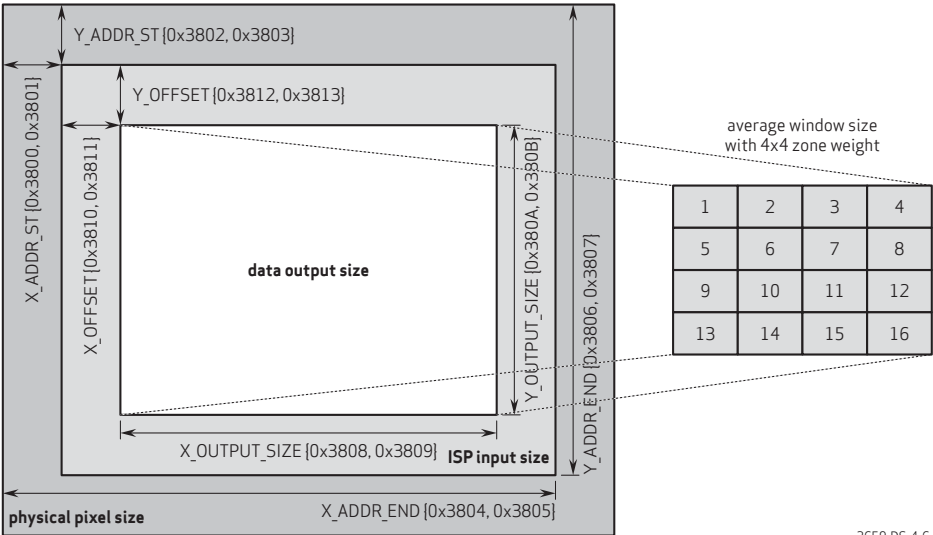 Y_ADDR_ST {0x3802, 0x3803}
Y_OFFSET {0x3812, 0x3813}
X_ADDR_ST {0x3800, 0x3801}
X_OFFSET {0x3810, 0x3811}
data output size
Y_OUTPUT_SIZE {0x380A, 0x380B}
Y_ADDR_END {0x3806, 0x3807}
X_OUTPUT_SIZE {0x3808, 0x3809}
ISP input size
X_ADDR_END {0x3804, 0x3805}
physical pixel size
average window size
with 4x4 zone weight
1 2 3 4
5 6 7 8
9 10 11 12
13 14 15 16